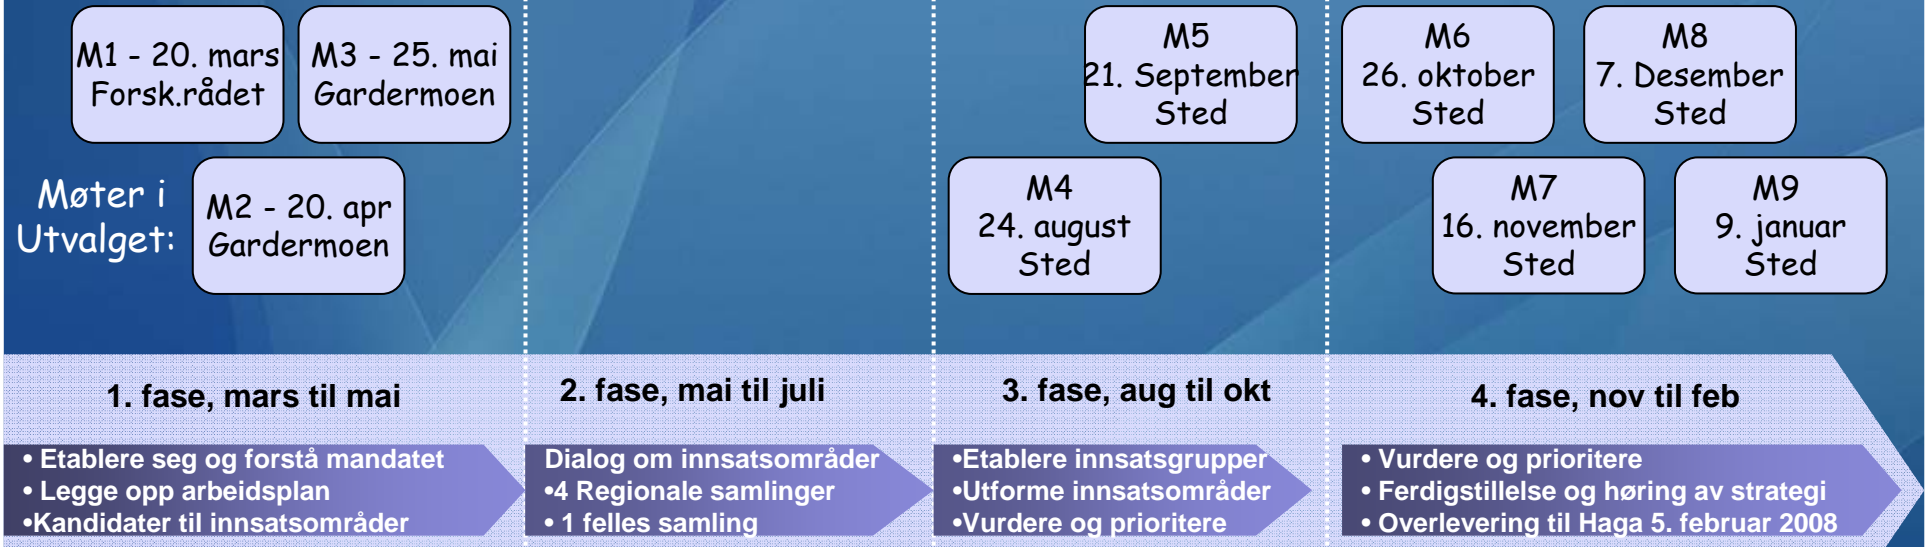 M1 - 20. mars
Forsk.rådet
M3 - 25. mai
Gardermoen
M5
21. September
Sted
M6
26. oktober
Sted
M8
7. Desember
Sted
Møter i
Utvalget:
M2 - 20. apr
Gardermoen
M4
24. august
Sted
M7
16. november
Sted
M9
9. januar
Sted
1. fase, mars til mai
2. fase, mai til juli
3. fase, aug til okt
4. fase, nov til feb
• Etablere seg og forstå mandatet
• Legge opp arbeidsplan
•Kandidater til innsatsområder
Dialog om innsatsområder
•4 Regionale samlinger
• 1 felles samling
•Etablere innsatsgrupper
•Utforme innsatsområder
•Vurdere og prioritere
• Vurdere og prioritere
• Ferdigstillelse og høring av strategi
• Overlevering til Haga 5. februar 2008